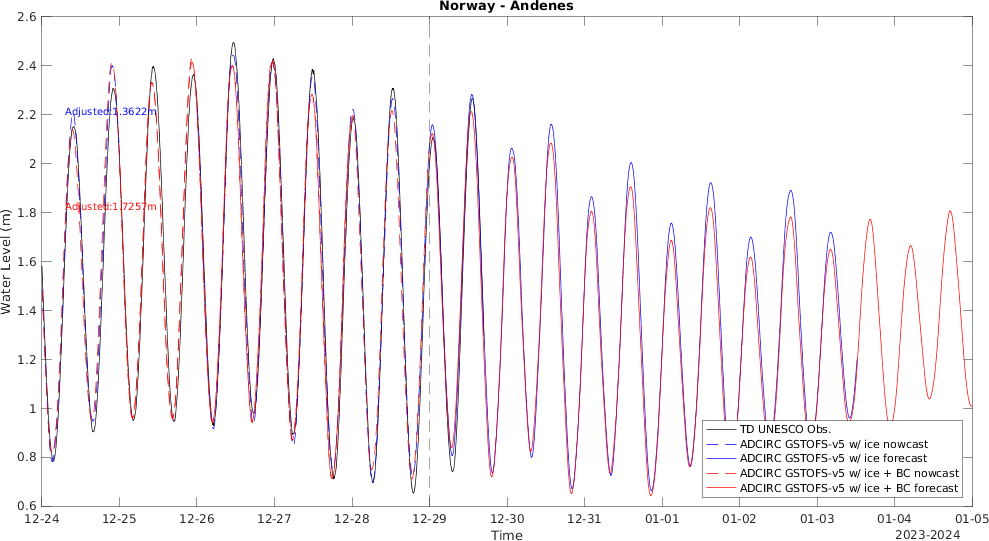 Norway - Andenes
2.6
2.4
2.2
2
1.8
1.6
1.4
1.2
1
0.8
0.6
Water Level (m)
Adjusted:1.3622m
Adjusted:1.7257m
TD UNESCO Obs.
ADCIRC GSTOFS-v5 w/ ice nowcast
ADCIRC GSTOFS-v5 w/ ice forecast
ADCIRC GSTOFS-v5 w/ ice + BC nowcast
ADCIRC GSTOFS-v5 w/ ice + BC forecast
12-24 12-25 12-26 12-27 12-28 12-29 12-30 12-31 01-01 01-02 01-03 01-04 01-05
Time
2023-2024